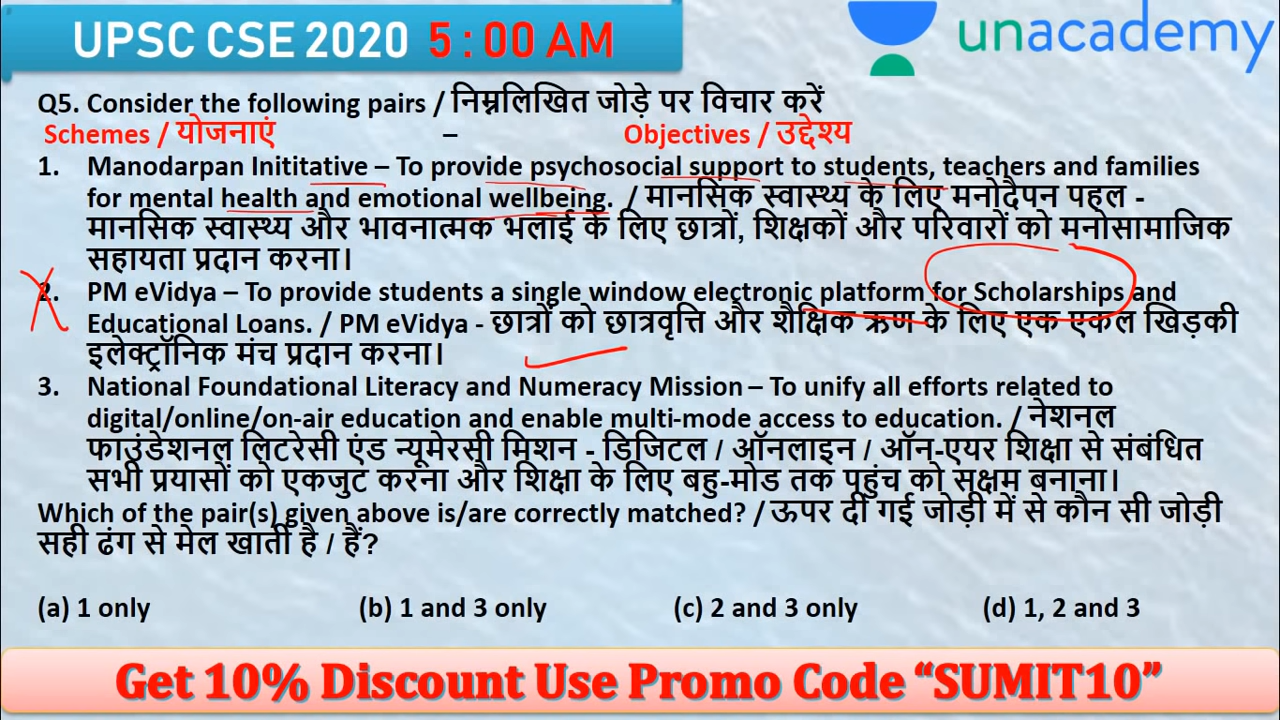 UPSC CSE 2020 5 : 00 AM
unacademy
Q5. Consider the following pairs / निम्नलिखित जोड़े पर विचार करें
Schemes / योजनाएं – Objectives / उद्देश्य
1. Manodarpan Inititative – To provide psychosocial support to students, teachers and families
for mental health and emotional wellbeing. / मानसिक स्वास्थ्य के लिए मनोदैपन पहल -
मानसिक स्वास्थ्य और भावनात्मक भलाई के लिए छात्रों, शिक्षकों और परिवारों को मनोसामाजिक
सहायता प्रदान करना।
2. PM eVidya – To provide students a single window electronic platform for Scholarships and
Educational Loans. / PM eVidya - छात्रों को छात्रवृत्ति और शैक्षिक ऋण के लिए एक एकल खिड़की
इलेक्ट्रॉनिक मंच प्रदान करना।
3. National Foundational Literacy and Numeracy Mission – To unify all efforts related to
digital/online/on-air education and enable multi-mode access to education. / नेशनल
फाउंडेशनल लिटरेसी एंड न्यूमेरसी मिशन - डिजिटल / ऑनलाइन / ऑन-एयर शिक्षा से संबंधित
सभी प्रयासों को एकजुट करना और शिक्षा के लिए बहु-मोड तक पहुंच को सक्षम बनाना।
Which of the pair(s) given above is/are correctly matched? / ऊपर दी गई जोड़ी में से कौन सी जोड़ी
सही ढंग से मेल खाती है / हैं?
(a) 1 only (b) 1 and 3 only (c) 2 and 3 only (d) 1, 2 and 3
Get 10% Discount Use Promo Code “SUMIT10”